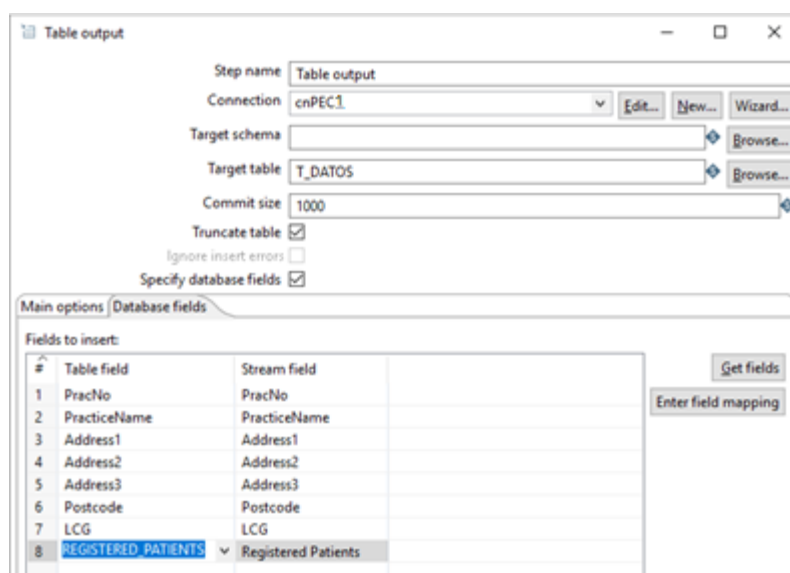 Table output
Step name Table output
Connection cnPEC1 Edit... New... Wizard...
Target schema Browse...
Target table T_DATOS Browse...
Commit size 1000
Truncate table
Ignore insert errors
Specify database fields
Main options Database fields
Fields to insert:
# Table field Stream field Get fields
1 PracNo PracNo Enter field mapping
2 PracticeName PracticeName
3 Address1 Address1
4 Address2 Address2
5 Address3 Address3
6 Postcode Postcode
7 LCG LCG
8 REGISTERED_PATIENTS Registered Patients